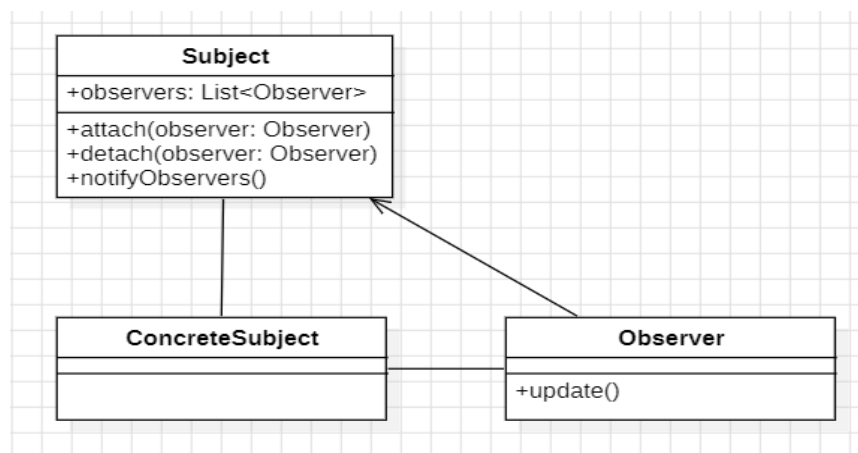 Subject
+observers: List<Observer>
+attach(observer: Observer)
+detach(observer: Observer)
+notifyObservers()
ConcreteSubject
Observer
+update()